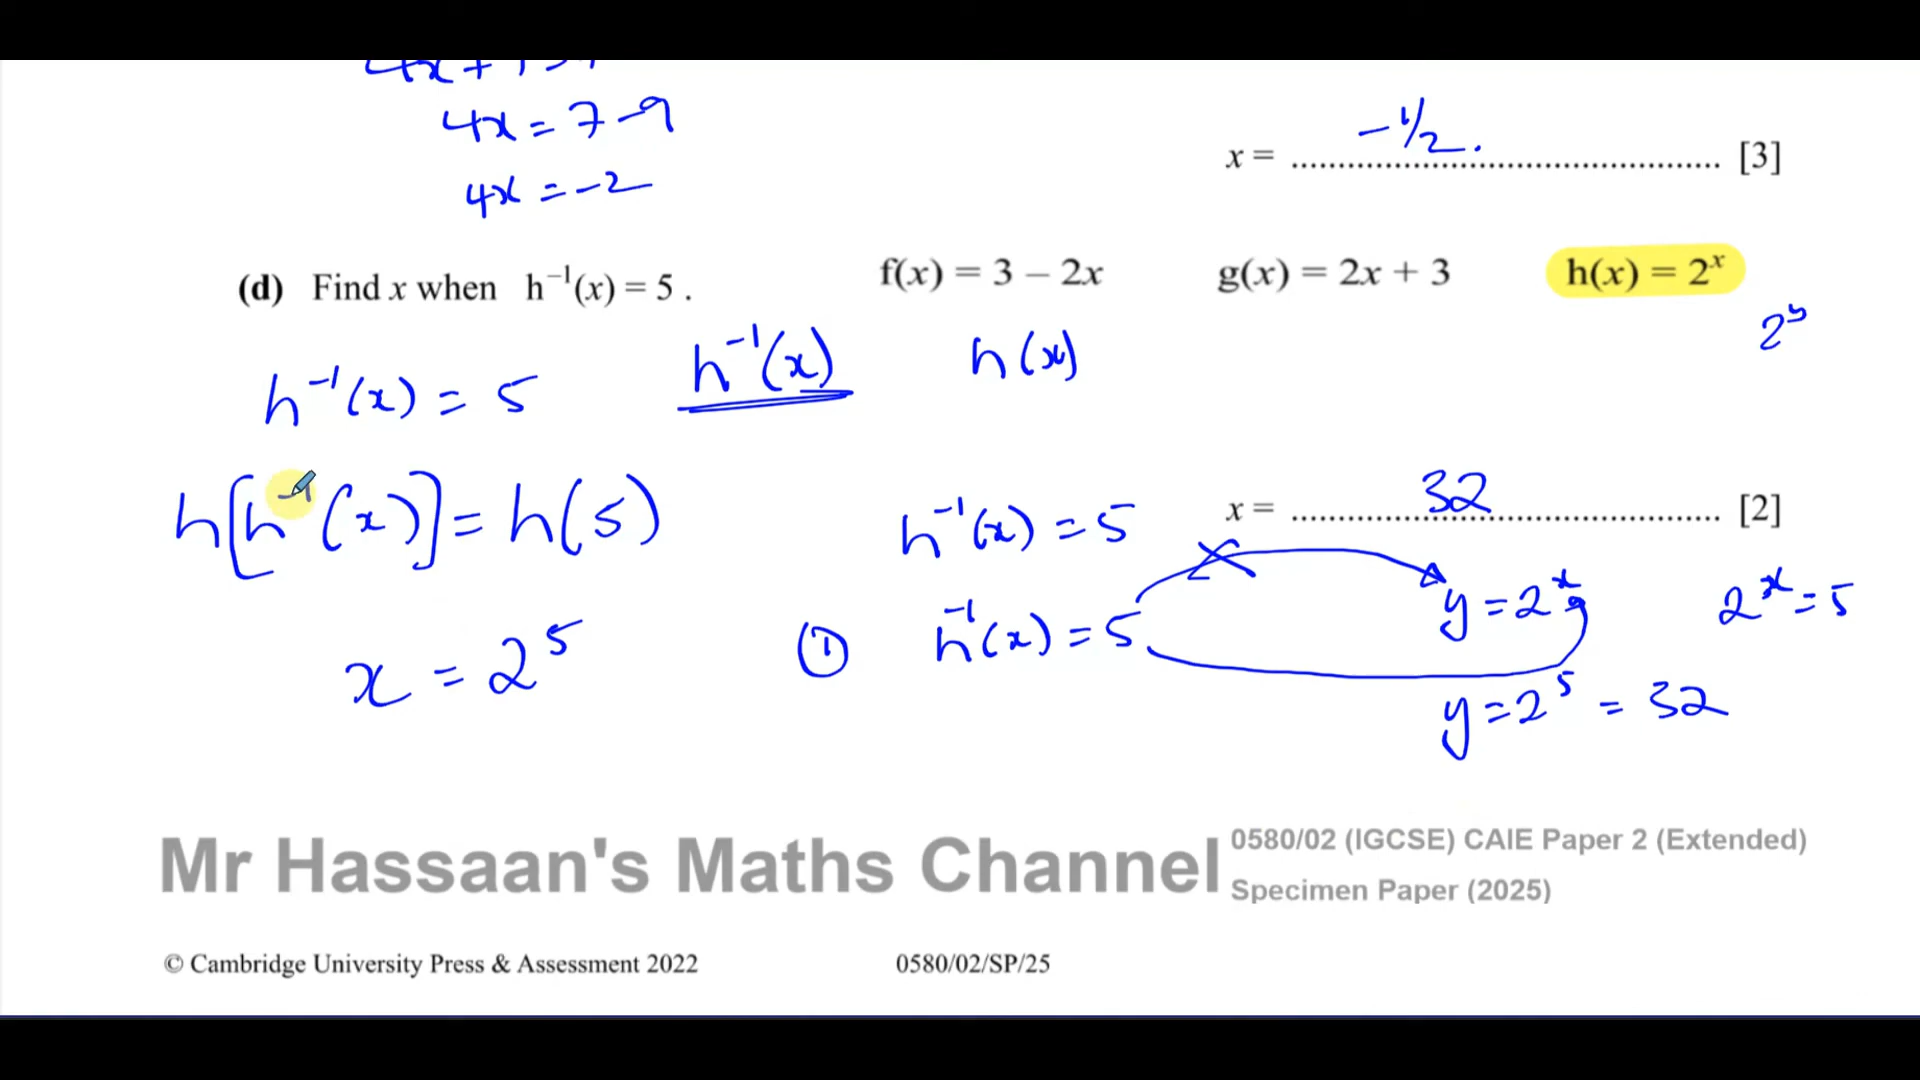 4x = 7 - 9
x = -1/2. [3]
4x = -2
(d) Find x when h⁻¹(x) = 5 .
f(x) = 3 – 2x g(x) = 2x + 3 h(x) = 2ˣ
h⁻¹(x) h(x)
h⁻¹(x) = 5
h[h⁻¹(x)] = h(5)
x = 32 [2]
h⁻¹(x) = 5
y = 2ˣ 2ˣ = 5
① h⁻¹(x) = 5
x = 2⁵
y = 2⁵ = 32
Mr Hassaan's Maths Channel
0580/02 (IGCSE) CAIE Paper 2 (Extended)
Specimen Paper (2025)
© Cambridge University Press & Assessment 2022 0580/02/SP/25